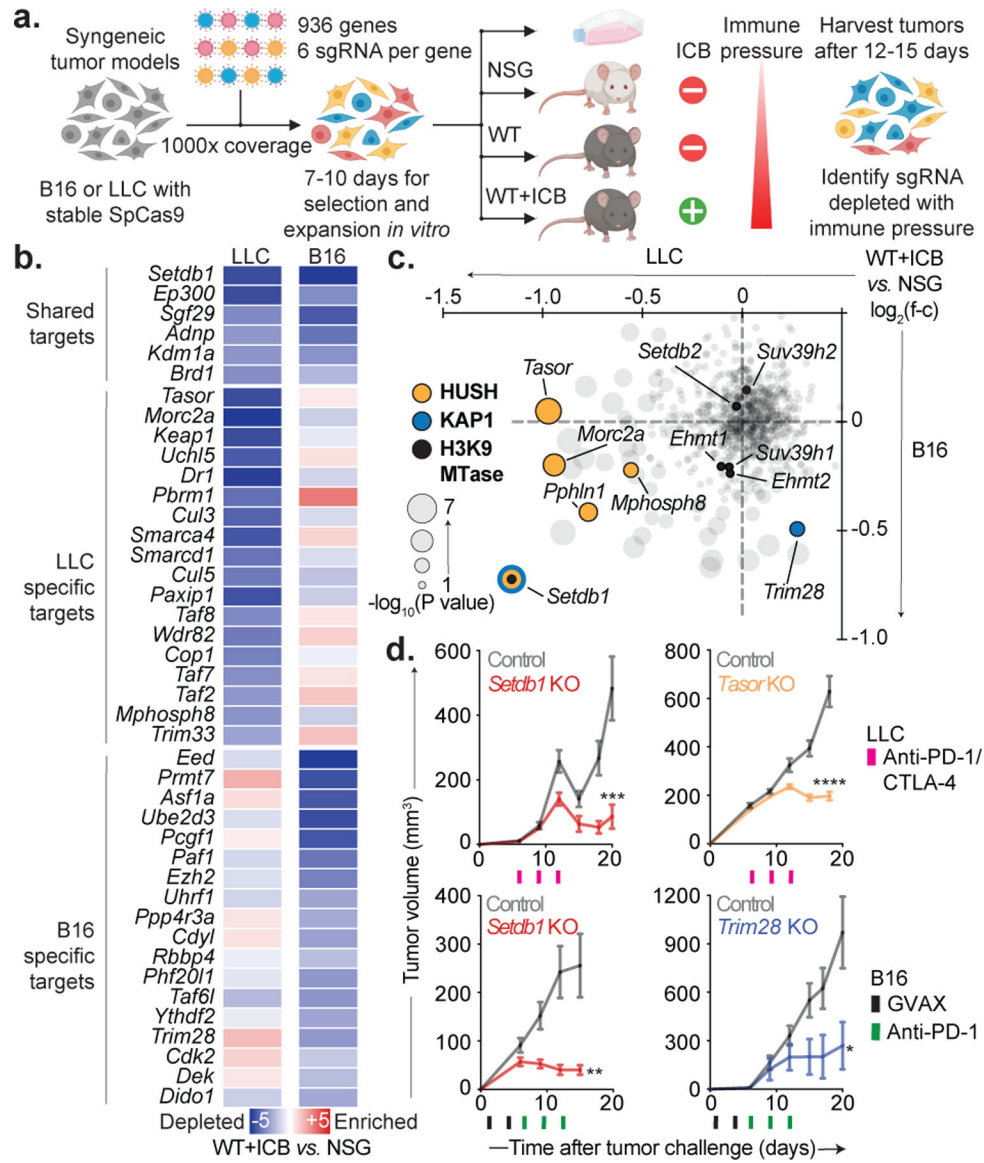 a.
Syngeneic
tumor models
936 genes
6 sgRNA per gene
1000x coverage
B16 or LLC with
stable SpCas9
7-10 days for
selection and
expansion in vitro
NSG
WT
WT+ICB
ICB
Immune
pressure
Harvest tumors
after 12-15 days
Identify sgRNA
depleted with
immune pressure
b.
LLC B16
Shared
targets
Setdb1
Ep300
Sgf29
Adnp
Kdm1a
Brd1
LLC
specific
targets
Tasor
Morc2a
Keap1
Uchl5
Dr1
Pbrm1
Cul3
Smarca4
Smarcd1
Cul5
Paxip1
Taf8
Wdr82
Cop1
Taf7
Taf2
Mphosph8
Trim33
B16
specific
targets
Eed
Prmt7
Asf1a
Ube2d3
Pcgf1
Paf1
Ezh2
Uhrf1
Ppp4r3a
Cdyl
Rbbp4
Phf20l1
Taf6l
Ythdf2
Trim28
Cdk2
Dek
Dido1
Depleted -5 +5 Enriched
WT+ICB vs. NSG
c.
LLC
WT+ICB
vs. NSG
log2(f-c)
-1.5 -1.0 -0.5 0
B16
0
-0.5
-1.0
HUSH
KAP1
H3K9
MTase
7
1
-log10(P value)
Tasor
Setdb2
Suv39h2
Morc2a
Ehmt1
Suv39h1
Pphln1
Mphosph8
Ehmt2
Setdb1
Trim28
d.
Tumor volume (mm3)
600
400
200
0
Control
Setdb1 KO
***
0 10 20
800
600
400
200
0
Control
Tasor KO
****
0 10 20
LLC
Anti-PD-1/
CTLA-4
400
300
200
100
0
Control
Setdb1 KO
**
0 10 20
1200
900
600
300
0
Control
Trim28 KO
*
0 10 20
B16
GVAX
Anti-PD-1
Time after tumor challenge (days)